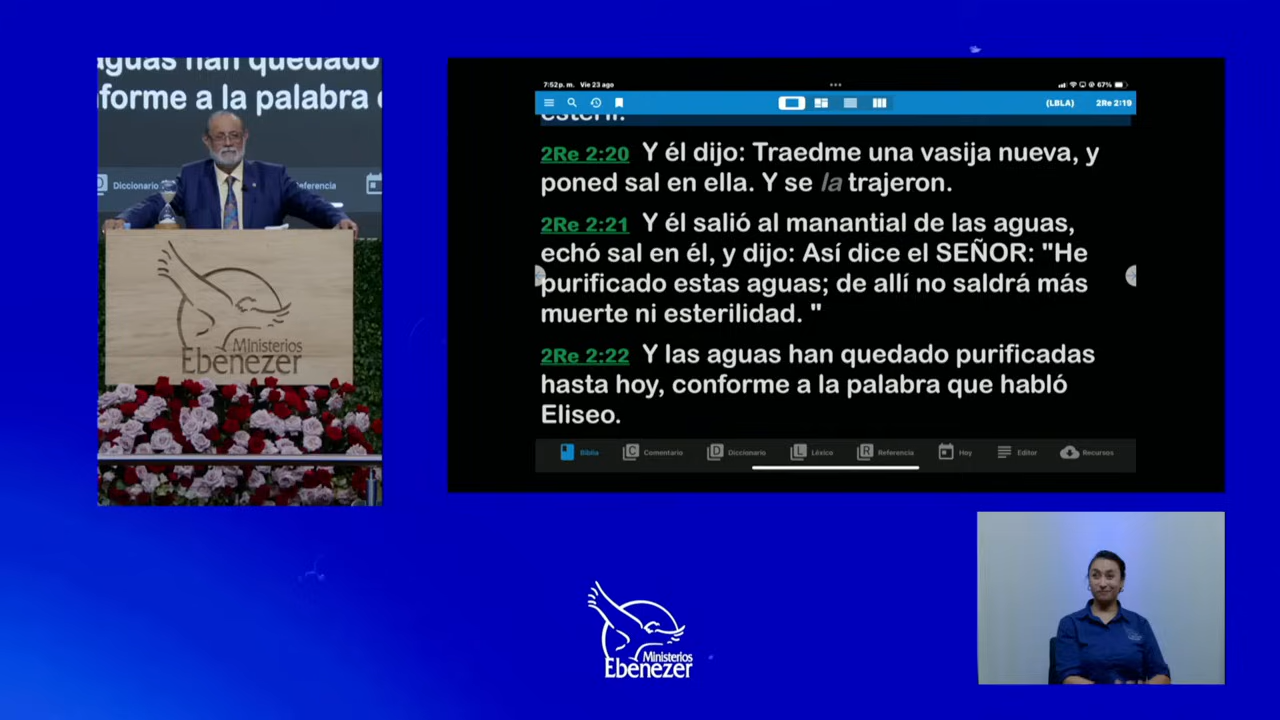 aguas han quedado
nforme a la palabra
Diccionario
eferencia
Ministerios
Ebenezer
7:52p. m. Vie 23 ago
67%
(LBLA) 2Re 2:19
esteril.
2Re 2:20 Y él dijo: Traedme una vasija nueva, y
poned sal en ella. Y se la trajeron.
2Re 2:21 Y él salió al manantial de las aguas,
echó sal en él, y dijo: Así dice el SEÑOR: "He
purificado estas aguas; de allí no saldrá más
muerte ni esterilidad. "
2Re 2:22 Y las aguas han quedado purificadas
hasta hoy, conforme a la palabra que habló
Eliseo.
Biblia Comentario Diccionario Léxico Referencia Hoy Editor Recursos
Ministerios
Ebenezer